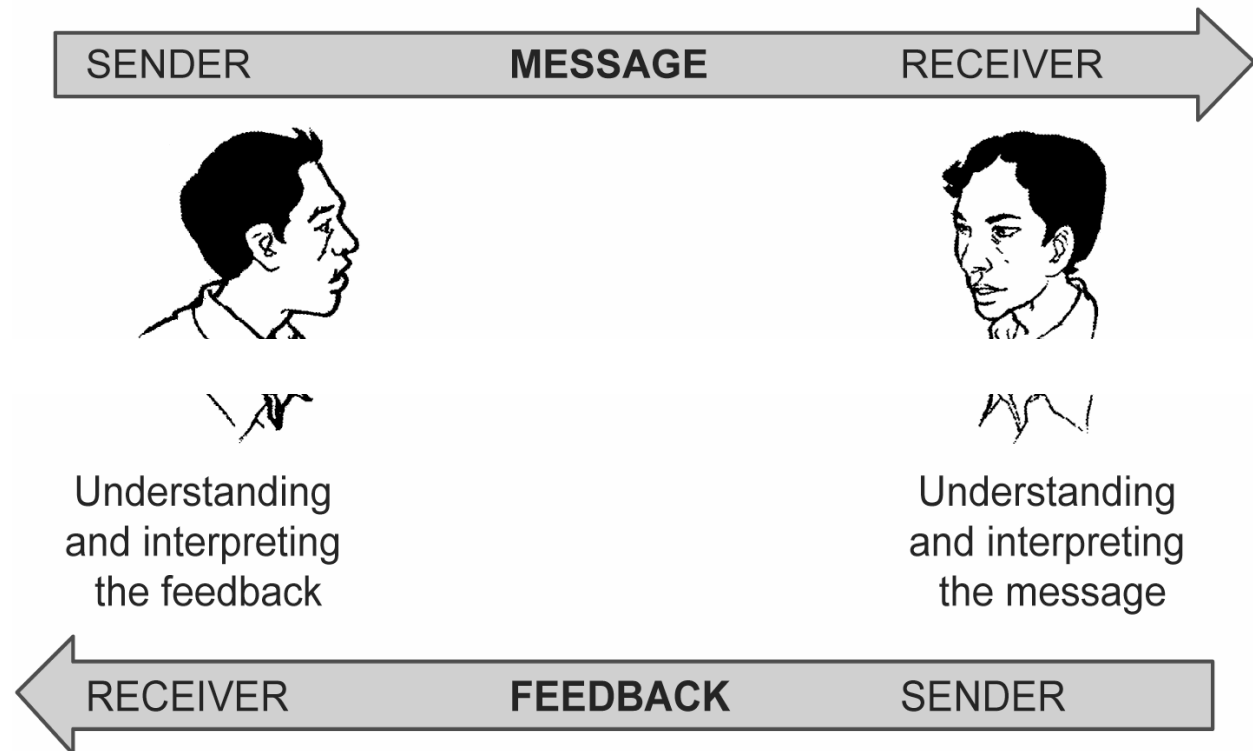 SENDER MESSAGE RECEIVER
Understanding
and interpreting
the feedback
Understanding
and interpreting
the message
RECEIVER FEEDBACK SENDER